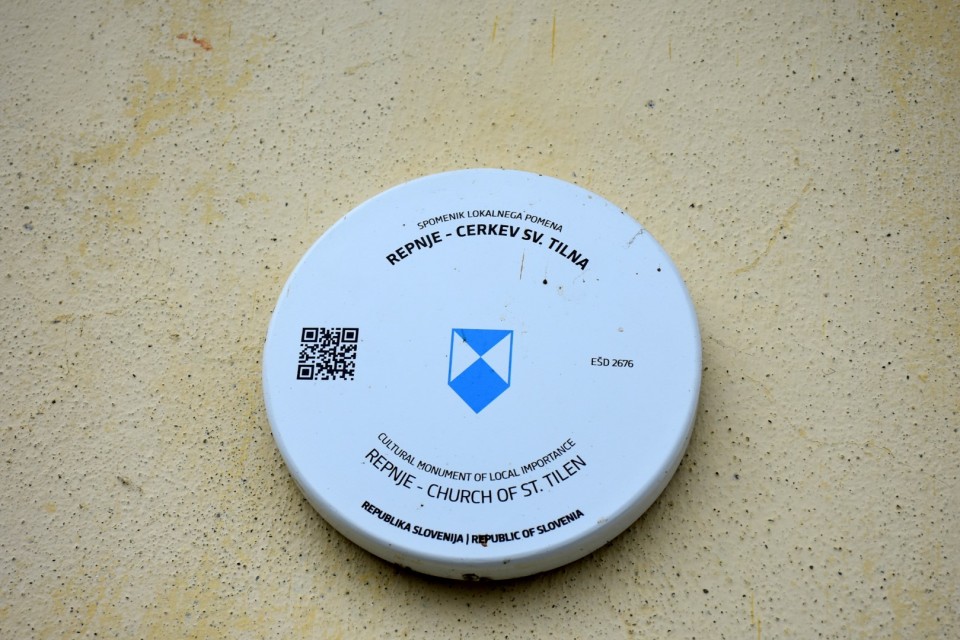 SPOMENIK LOKALNEGA POMENA
REPNJE - CERKEV SV. TILNA
EŠD 2676
CULTURAL MONUMENT OF LOCAL IMPORTANCE
REPNJE - CHURCH OF ST. TILEN
REPUBLIKA SLOVENIJA | REPUBLIC OF SLOVENIA